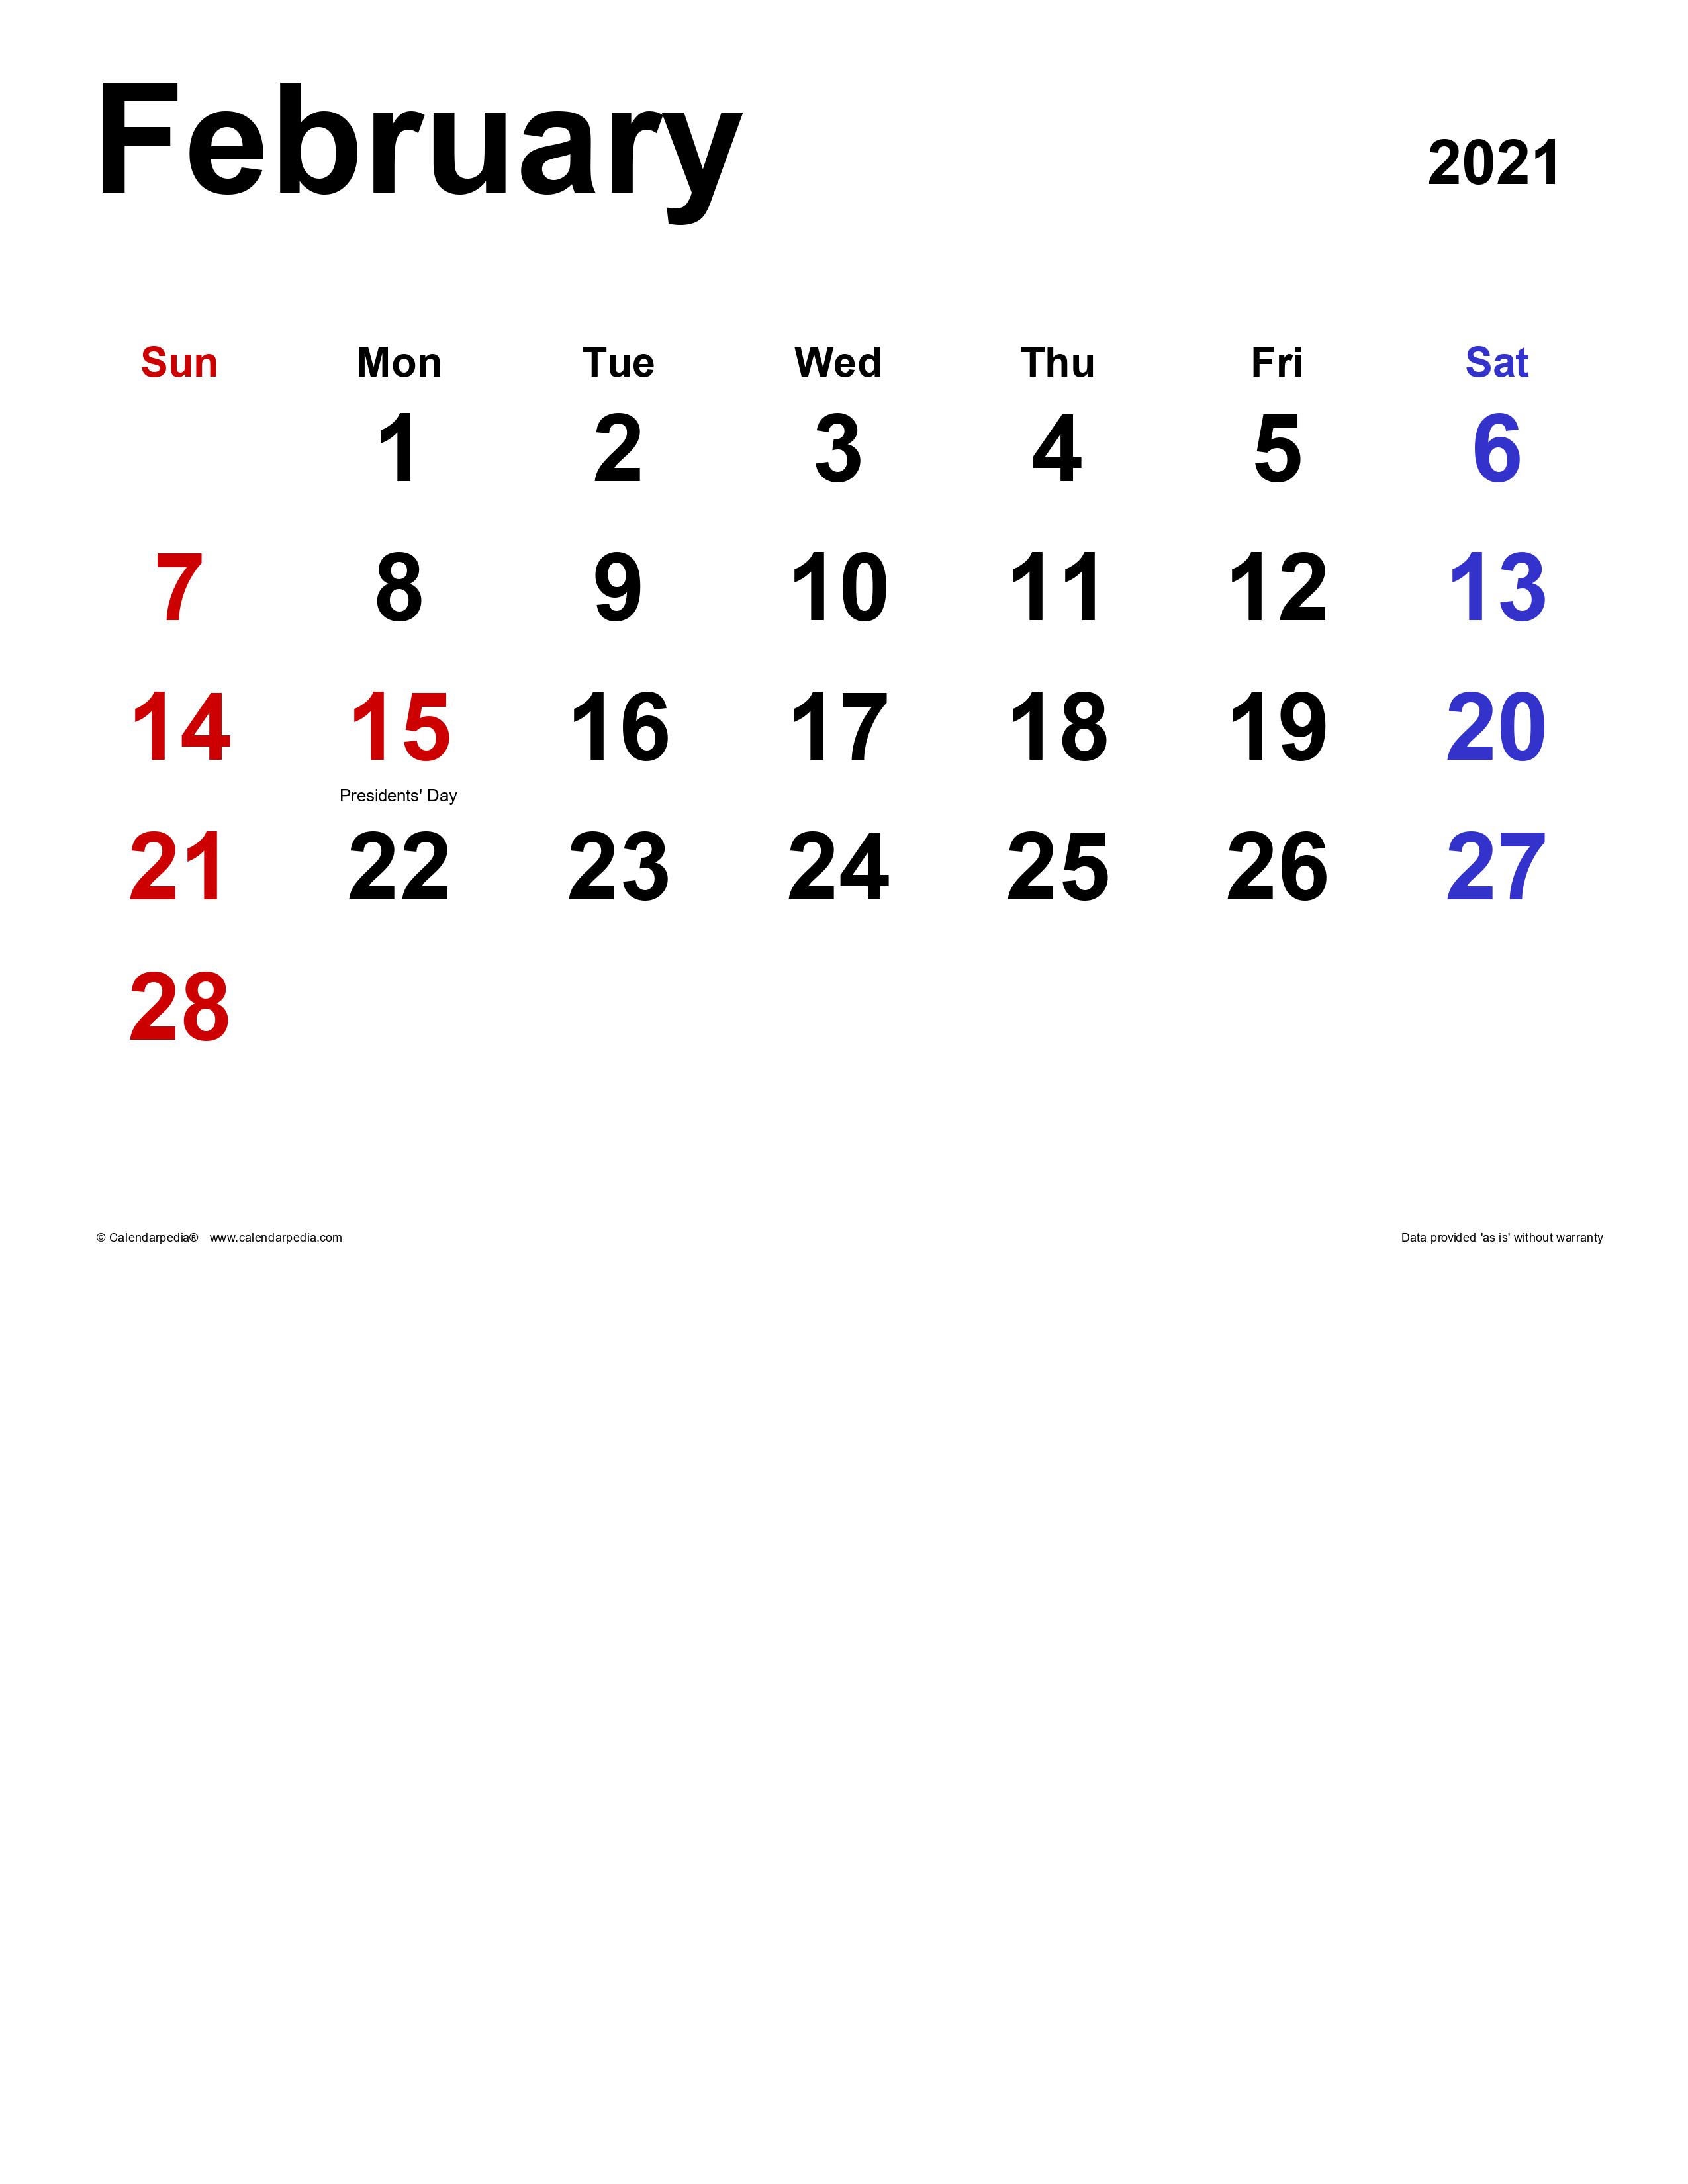 February 2021
Sun Mon Tue Wed Thu Fri Sat
1 2 3 4 5 6
7 8 9 10 11 12 13
14 15 16 17 18 19 20
Presidents' Day
21 22 23 24 25 26 27
28
© Calendarpedia® www.calendarpedia.com Data provided 'as is' without warranty